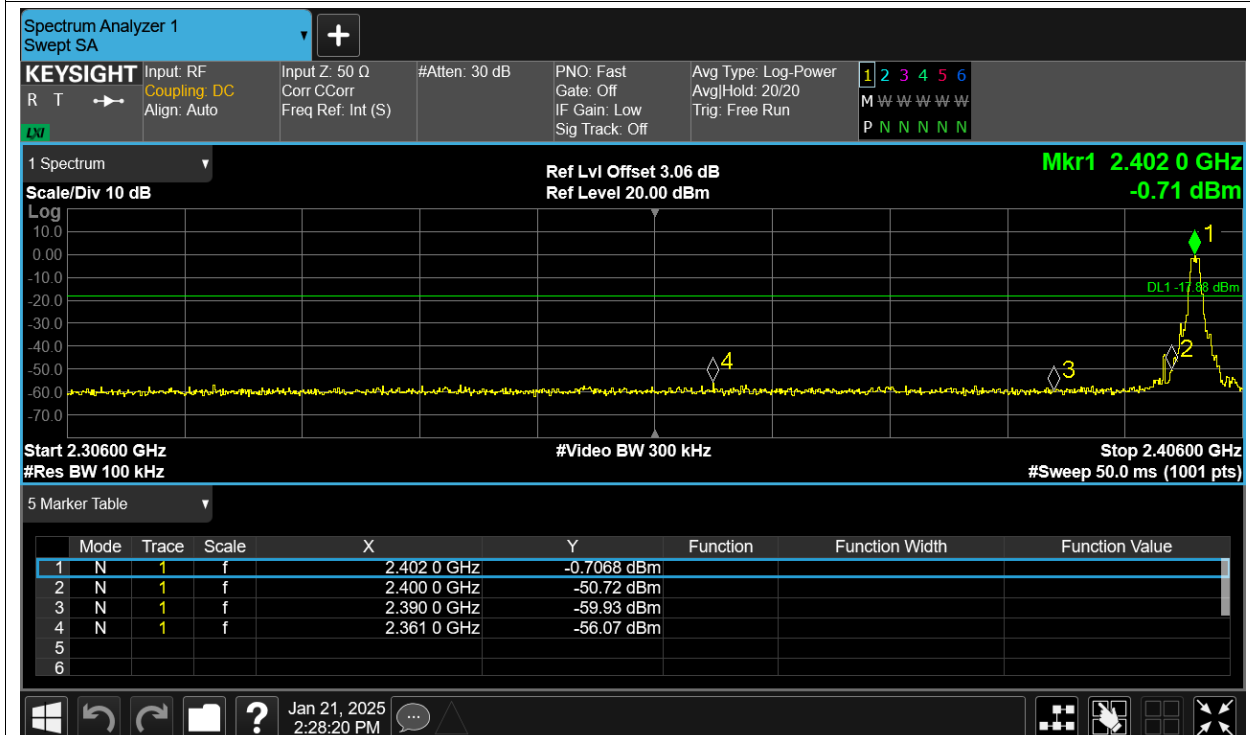 Spectrum Analyzer 1
Swept SA
+
KEYSIGHT
R T
LXI
Input: RF
Coupling: DC
Align: Auto
Input Z: 50 Ω
Corr CCorr
Freq Ref: Int (S)
#Atten: 30 dB
PNO: Fast
Gate: Off
IF Gain: Low
Sig Track: Off
Avg Type: Log-Power
Avg|Hold: 20/20
Trig: Free Run
1 2 3 4 5 6
M W W W W W
P N N N N N N
1 Spectrum
Scale/Div 10 dB
Ref Lvl Offset 3.06 dB
Ref Level 20.00 dBm
Mkr1 2.402 0 GHz
-0.71 dBm
Log
10.0
0.00
-10.0
-20.0
-30.0
-40.0
-50.0
-60.0
-70.0
1
DL1 -17.88 dBm
2
3
4
Start 2.30600 GHz
#Res BW 100 kHz
#Video BW 300 kHz
Stop 2.40600 GHz
#Sweep 50.0 ms (1001 pts)
5 Marker Table
Mode Trace Scale X Y Function Function Width Function Value
1 N 1 f 2.402 0 GHz -0.7068 dBm
2 N 1 f 2.400 0 GHz -50.72 dBm
3 N 1 f 2.390 0 GHz -59.93 dBm
4 N 1 f 2.361 0 GHz -56.07 dBm
5
6
?
Jan 21, 2025
2:28:20 PM